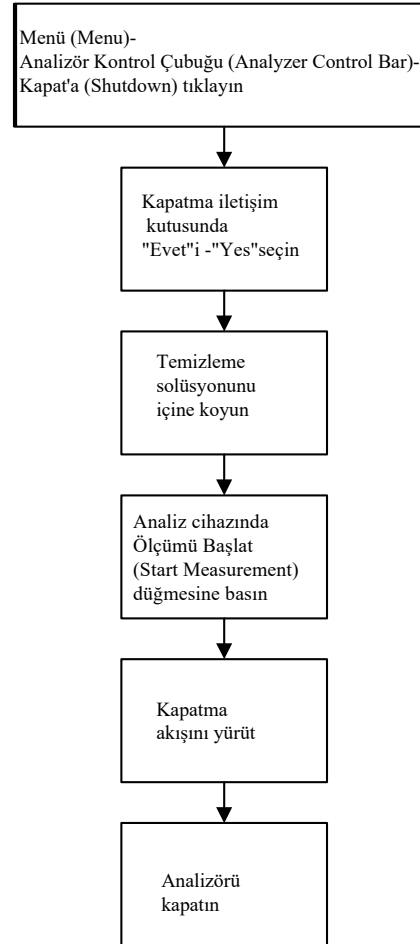 Menü (Menu)-
Analizör Kontrol Çubuğu (Analyzer Control Bar)-
Kapat'a (Shutdown) tıklayın
Kapatma iletişim
kutusunda
"Evet"i -"Yes"seçin
Temizleme
solüsyonunu
içine koyun
Analiz cihazında
Ölçümü Başlat
(Start Measurement)
düğmesine basın
Kapatma
akışını yürüt
Analizörü
kapatın